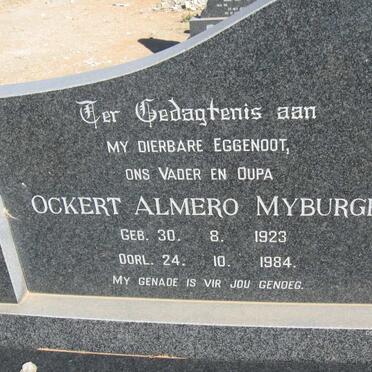 Ter Gedagtenis aan
MY DIERBARE EGGENOOT,
ONS VADER EN OUPA
OCKERT ALMERO MYBURGH
GEB. 30. 8. 1923
OORL. 24. 10. 1984.
MY GENADE IS VIR JOU GENOEG.